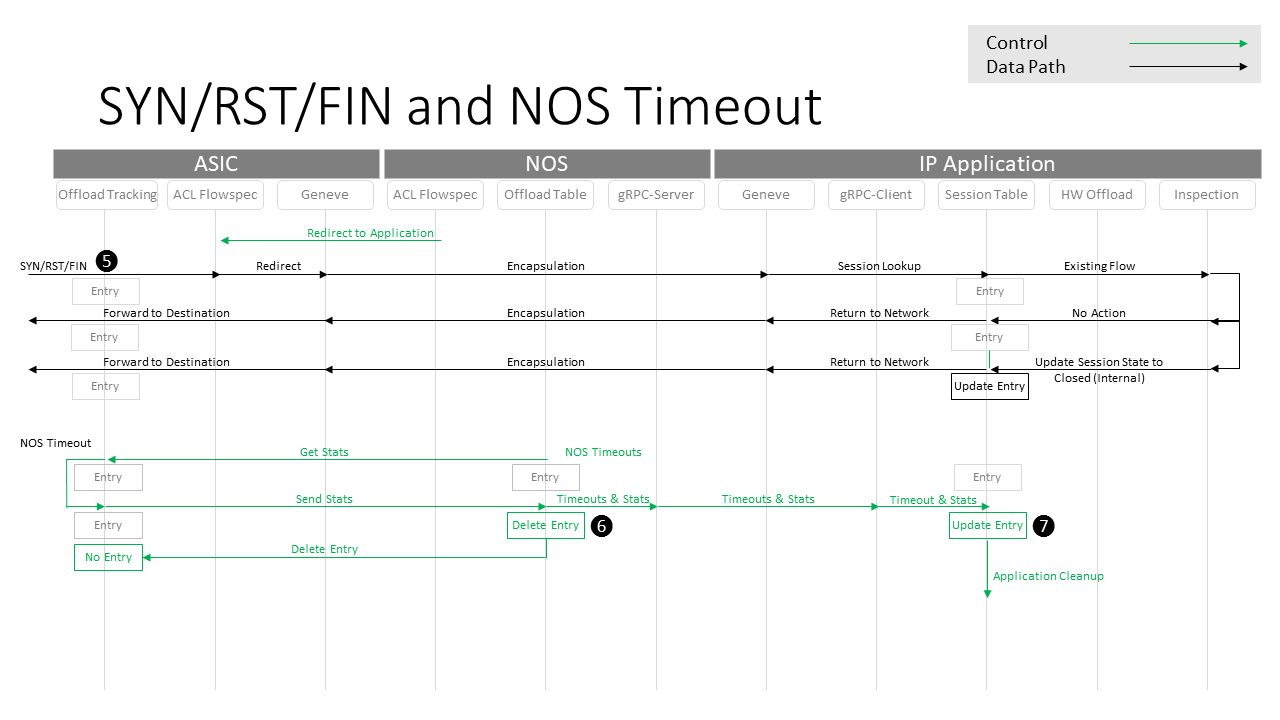 Control
Data Path
SYN/RST/FIN and NOS Timeout
ASIC
NOS
IP Application
Offload Tracking
ACL Flowspec
Geneve
ACL Flowspec
Offload Table
gRPC-Server
Geneve
gRPC-Client
Session Table
HW Offload
Inspection
Redirect to Application
SYN/RST/FIN
5
Redirect
Encapsulation
Session Lookup
Existing Flow
Entry
Entry
Forward to Destination
Encapsulation
Return to Network
No Action
Entry
Entry
Forward to Destination
Encapsulation
Return to Network
Update Session State to
Closed (Internal)
Entry
Update Entry
NOS Timeout
Get Stats
NOS Timeouts
Entry
Entry
Entry
Send Stats
Timeouts & Stats
Timeouts & Stats
Timeout & Stats
Entry
Delete Entry
6
Update Entry
7
No Entry
Delete Entry
Application Cleanup